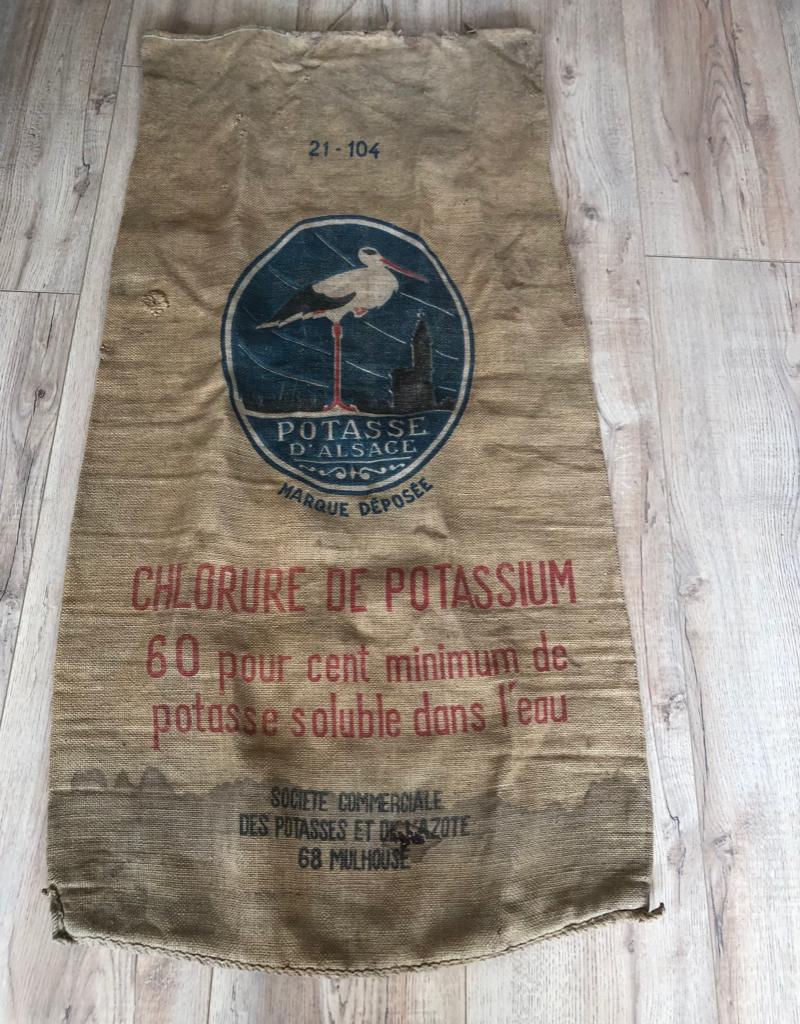 21 - 104
POTASSE
D'ALSACE
MARQUE DÉPOSÉE
CHLORURE DE POTASSIUM
60 pour cent minimum de
potasse soluble dans l'eau
SOCIÉTÉ COMMERCIALE
DES POTASSES ET DE L'AZOTE
68 MULHOUSE